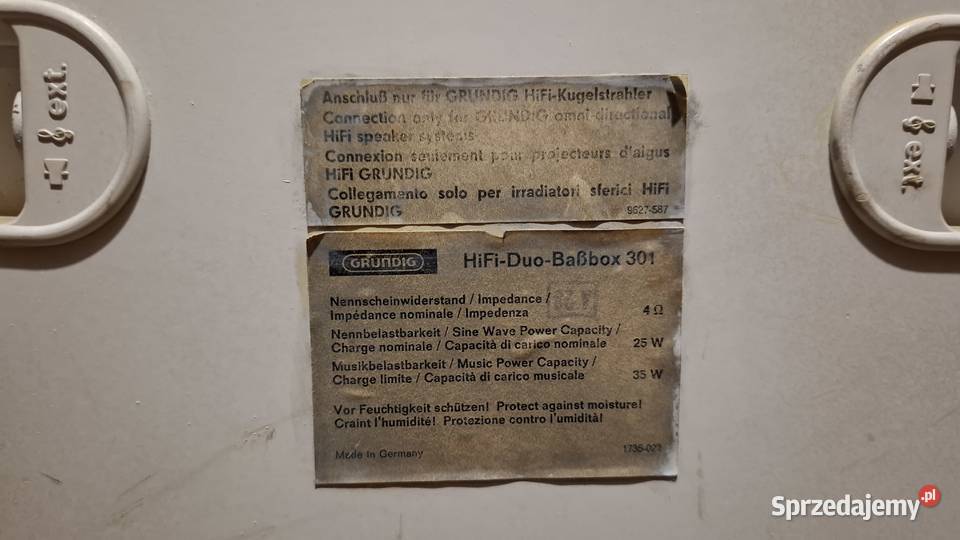 ext.
Anschluß nur für GRUNDIG HiFi-Kugelstrahler
Connection only for GRUNDIG omni-directional
HiFi speaker systems
Connexion seulement pour projecteurs d'aigus
HiFi GRUNDIG
Collegamento solo per irradiatori sferici HiFi
GRUNDIG
9627-587
ext.
GRUNDIG
HiFi-Duo-Baßbox 301
Nennscheinwiderstand / Impedance /
Impédance nominale / Impedenza
4 Ω
Nennbelastbarkeit / Sine Wave Power Capacity /
Charge nominale / Capacità di carico nominale
25 W
Musikbelastbarkeit / Music Power Capacity /
Charge limite / Capacità di carico musicale
35 W
Vor Feuchtigkeit schützen! Protect against moisture!
Craint l'humidité! Protezione contro l'umidità!
Made in Germany
Sprzedajemy.pl